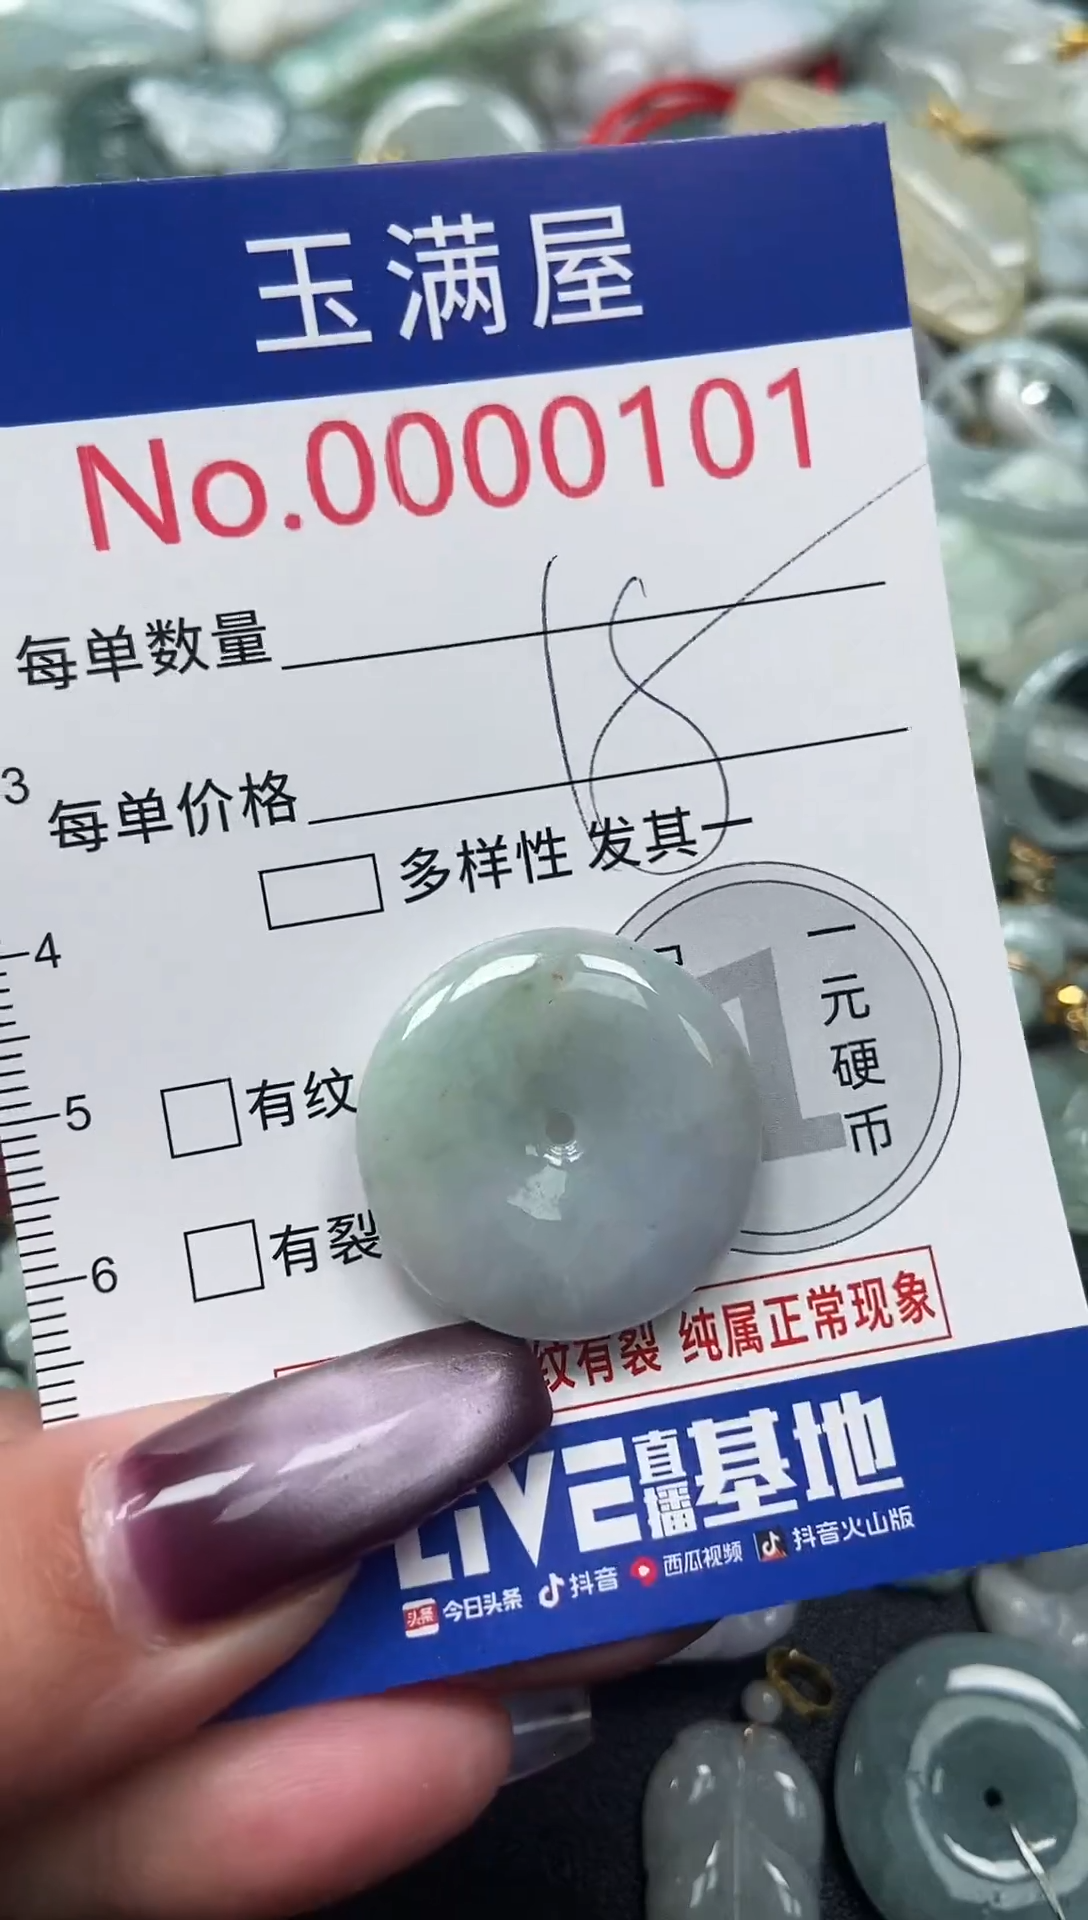 玉满屋
No.0000101
每单数量
18
3
每单价格
多样性 发其一
4
一元硬币
5
有纹
6
有裂
纹有裂 纯属正常现象
LIVE直播基地
头条 今日头条 抖音 西瓜视频 抖音火山版